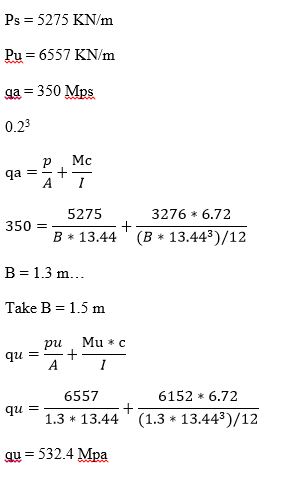 Ps = 5275 KN/m
Pu = 6557 KN/m
qa = 350 Mps
0.2³
qa = p/A + Mc/I
350 = 5275/(B * 13.44) + (3276 * 6.72)/((B * 13.44³)/12)
B = 1.3 m…
Take B = 1.5 m
qu = pu/A + (Mu * c)/I
qu = 6557/(1.3 * 13.44) + (6152 * 6.72)/((1.3 * 13.44³)/12)
qu = 532.4 Mpa